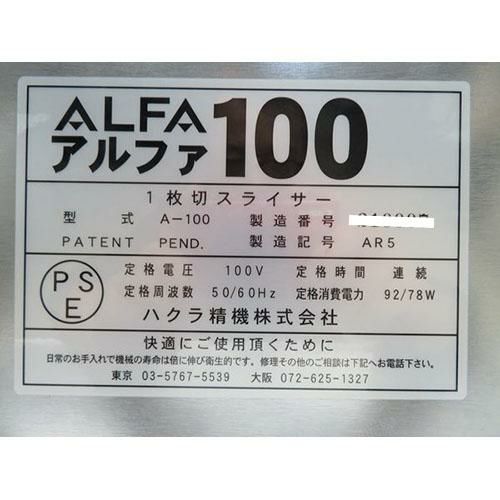 ALFA 100
アルファ
1枚切スライサー
型式 A-100 製造番号
PATENT PEND. 製造記号 AR5
PSE 定格電圧 100V 定格時間 連続
定格周波数 50/60Hz 定格消費電力 92/78W
ハクラ精機株式会社
快適にご使用頂くために
日常のお手入れで機械の寿命は倍に伸び衛生的です。修理その他のご相談は下記へお電話下さい。
東京 03-5767-5539 大阪 072-625-1327